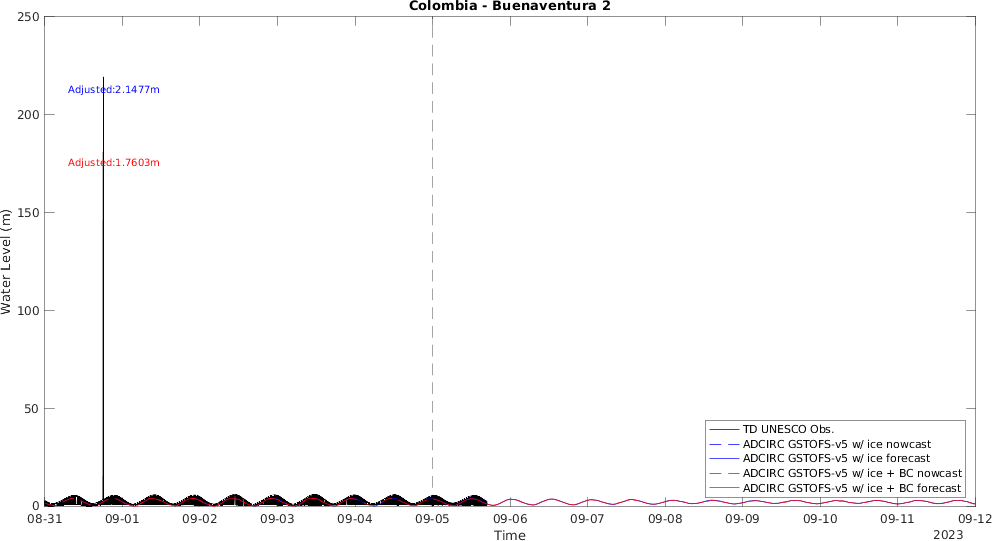 Colombia - Buenaventura 2
250
200
150
100
50
0
Water Level (m)
Adjusted:2.1477m
Adjusted:1.7603m
TD UNESCO Obs.
ADCIRC GSTOFS-v5 w/ ice nowcast
ADCIRC GSTOFS-v5 w/ ice forecast
ADCIRC GSTOFS-v5 w/ ice + BC nowcast
ADCIRC GSTOFS-v5 w/ ice + BC forecast
08-31 09-01 09-02 09-03 09-04 09-05 09-06 09-07 09-08 09-09 09-10 09-11 09-12
Time
2023